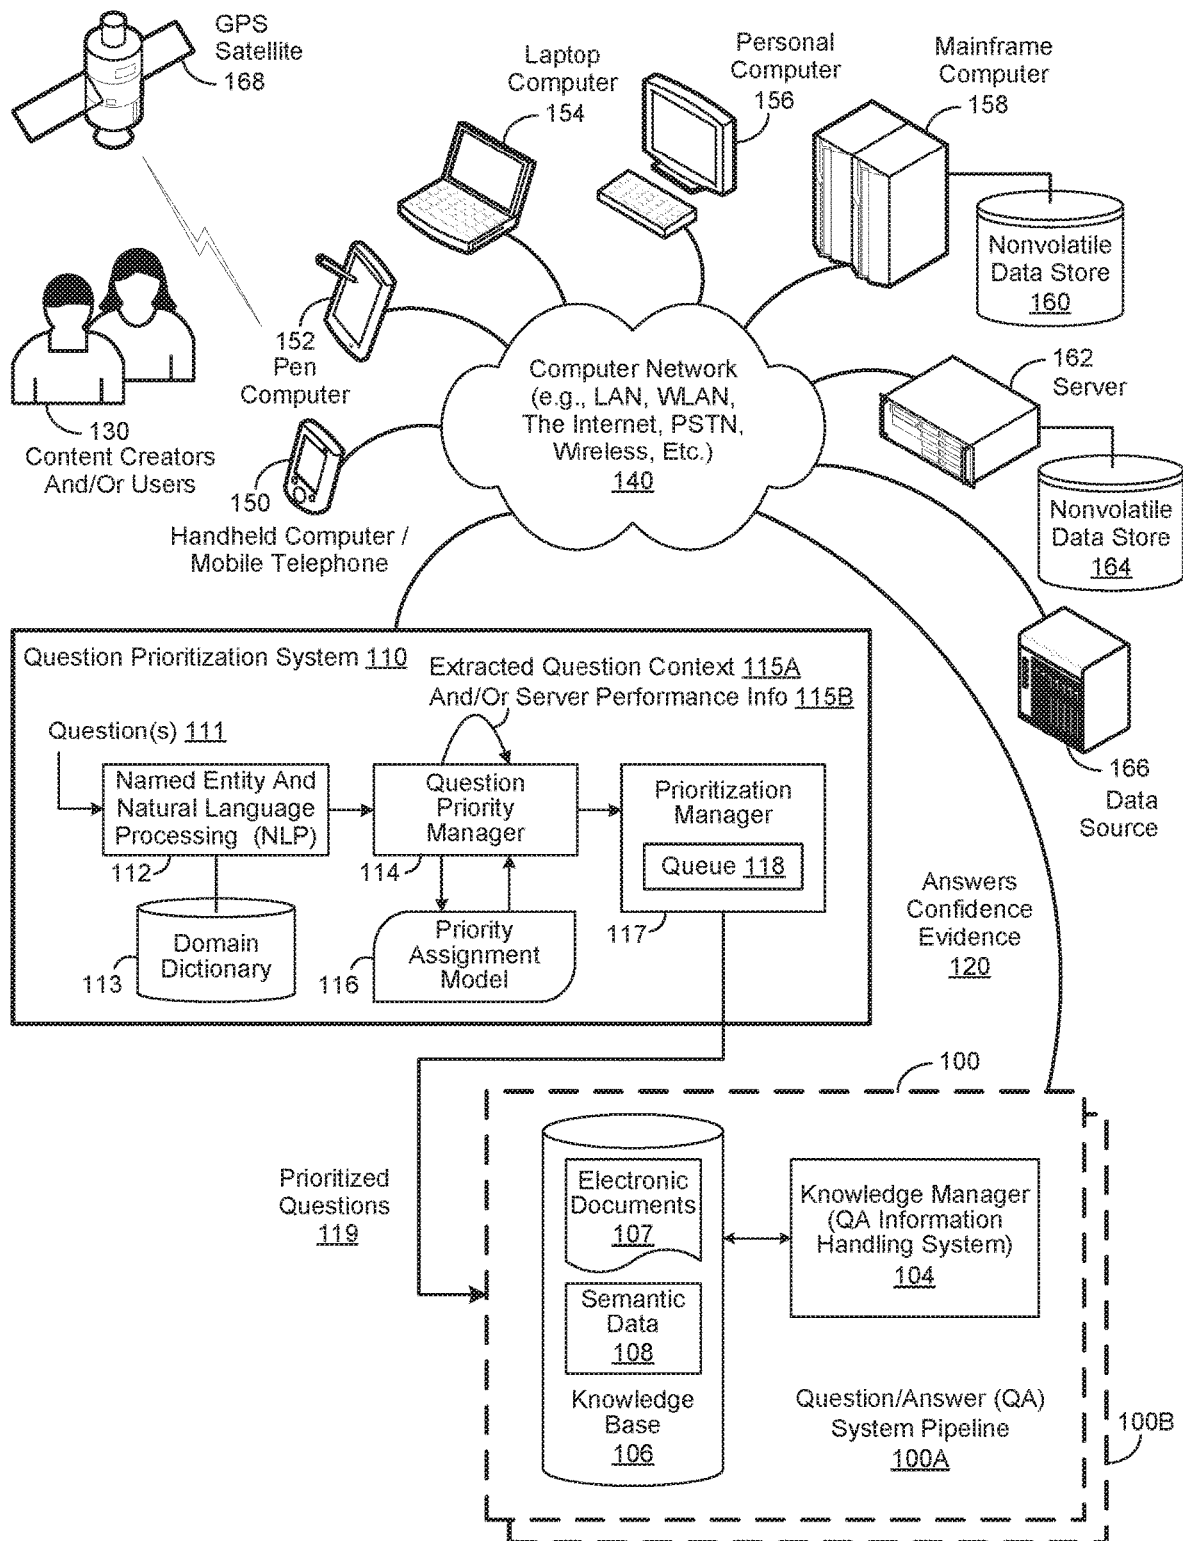 GPS
Satellite
168
Laptop
Computer
154
Personal
Computer
156
Mainframe
Computer
158
Nonvolatile
Data Store
160
152
Pen
Computer
130
Content Creators
And/Or Users
150
Handheld Computer /
Mobile Telephone
Computer Network
(e.g., LAN, WLAN,
The Internet, PSTN,
Wireless, Etc.)
140
162
Server
Nonvolatile
Data Store
164
166
Data
Source
Question Prioritization System 110
Extracted Question Context 115A
And/Or Server Performance Info 115B
Question(s) 111
Named Entity And
Natural Language
Processing (NLP)
112
Question
Priority
Manager
114
Prioritization
Manager
Queue 118
117
Domain
Dictionary
113
Priority
Assignment
Model
116
Answers
Confidence
Evidence
120
Prioritized
Questions
119
100
Electronic
Documents
107
Semantic
Data
108
Knowledge
Base
106
Knowledge Manager
(QA Information
Handling System)
104
Question/Answer (QA)
System Pipeline
100A
100B